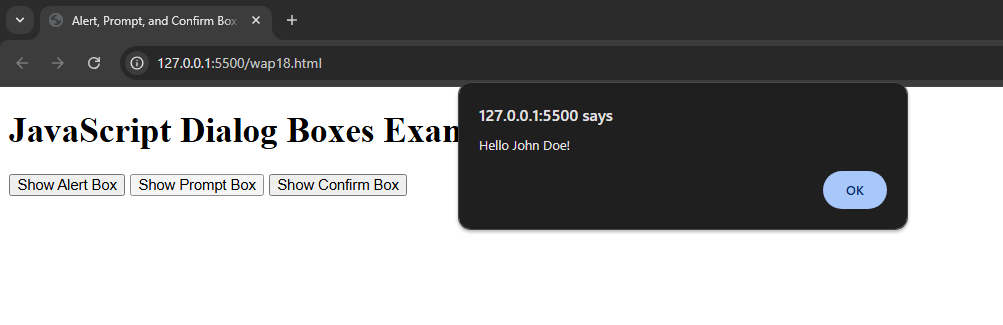 Alert, Prompt, and Confirm Box
127.0.0.1:5500/wap18.html
JavaScript Dialog Boxes Exam
127.0.0.1:5500 says
Hello John Doe!
OK
Show Alert Box Show Prompt Box Show Confirm Box